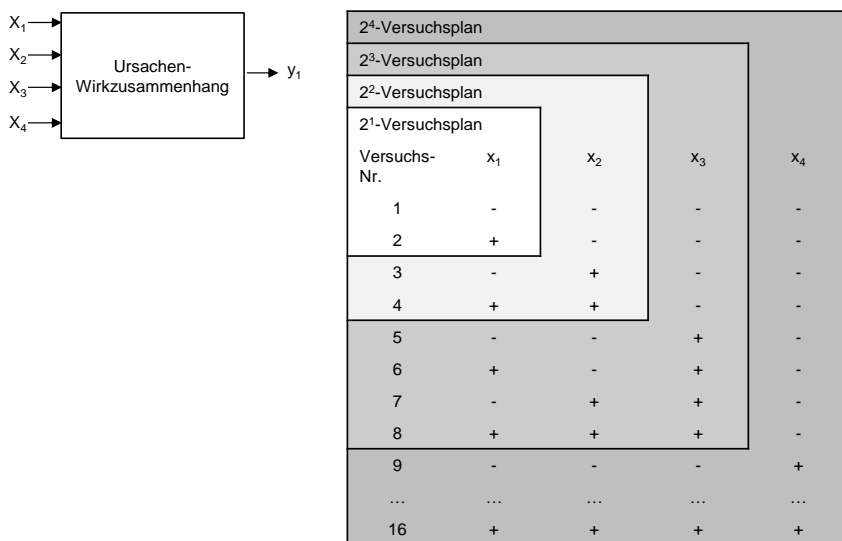 X₁
X₂
X₃
X₄
Ursachen-
Wirkzusammenhang
y₁
2⁴-Versuchsplan
2³-Versuchsplan
2²-Versuchsplan
2¹-Versuchsplan
Versuchs- x₁ x₂ x₃ x₄
Nr.
1 - - - -
2 + - - -
3 - + - -
4 + + - -
5 - - + -
6 + - + -
7 - + + -
8 + + + -
9 - - - +
... ... ... ... ...
16 + + + +